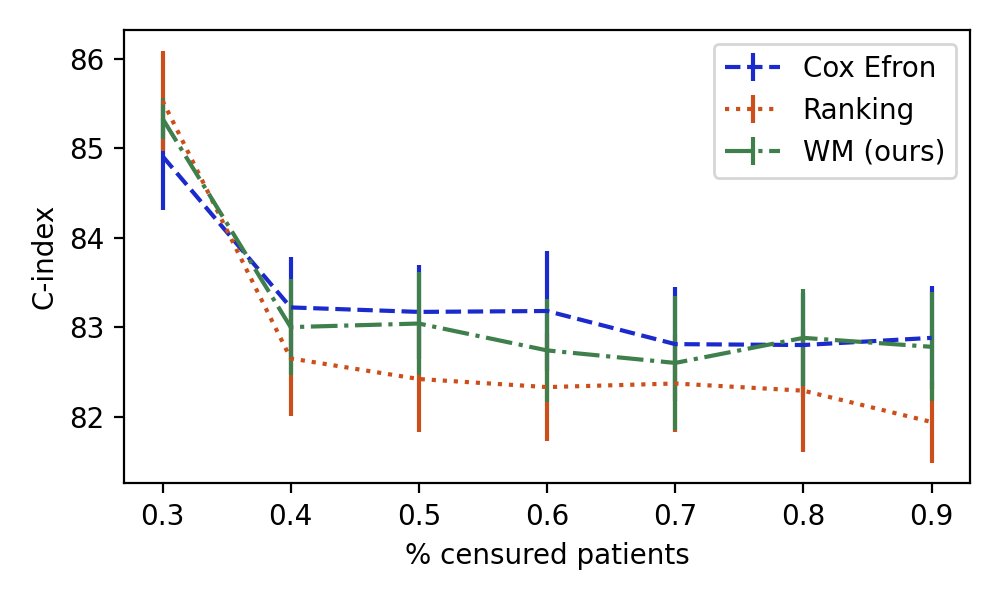 86
85
84
83
82
C-index
0.3 0.4 0.5 0.6 0.7 0.8 0.9
% censured patients
Cox Efron
Ranking
WM (ours)